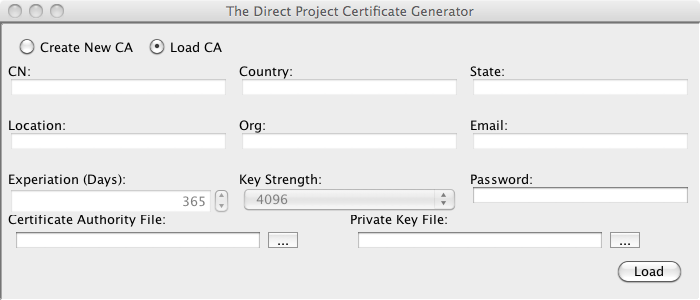 The Direct Project Certificate Generator
Create New CA Load CA
CN: Country: State:
Location: Org: Email:
Experiation (Days): Key Strength: Password:
365 4096
Certificate Authority File: Private Key File:
... ...
Load